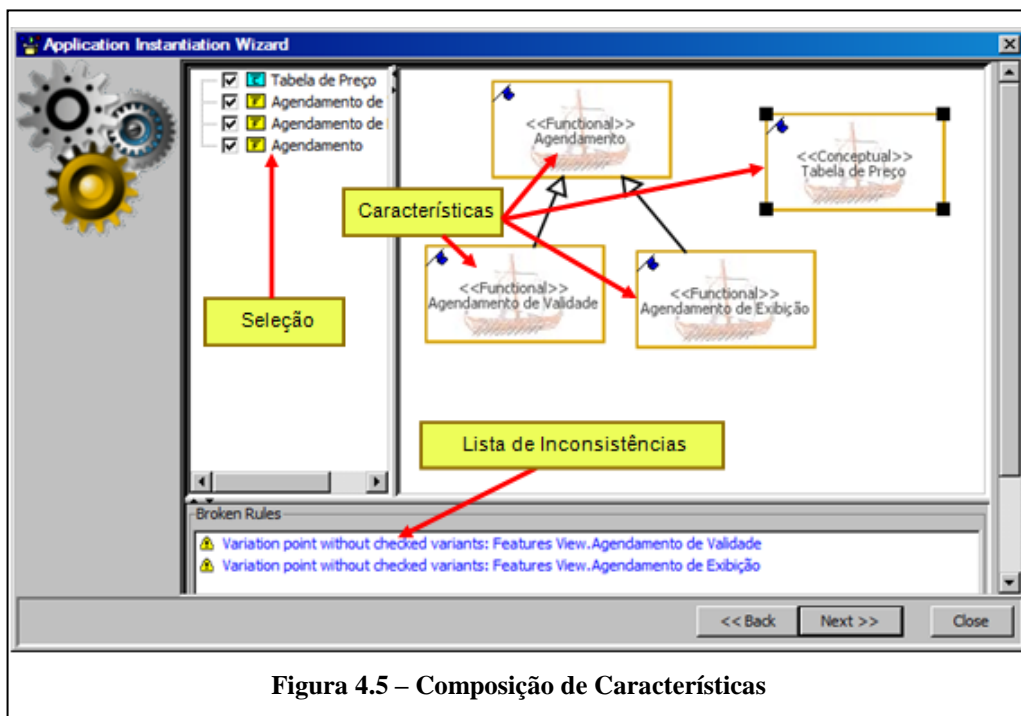 Application Instantiation Wizard
C Tabela de Preço
F Agendamento de
F Agendamento de
F Agendamento
<<Functional>>
Agendamento
<<Conceptual>>
Tabela de Preço
Características
<<Functional>>
Agendamento de Validade
<<Functional>>
Agendamento de Exibição
Seleção
Lista de Inconsistências
Broken Rules
Variation point without checked variants: Features View.Agendamento de Validade
Variation point without checked variants: Features View.Agendamento de Exibição
<< Back
Next >>
Close
Figura 4.5 – Composição de Características